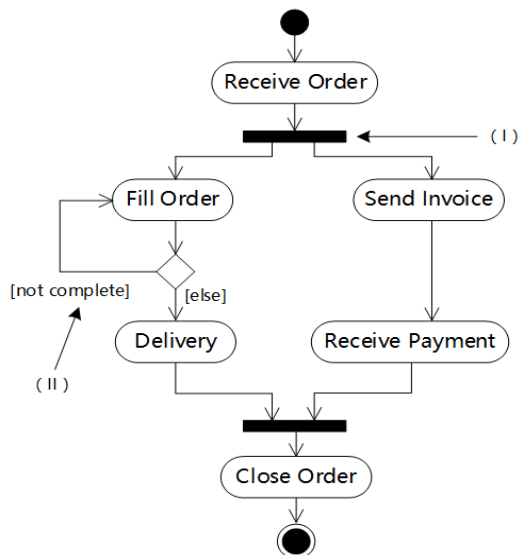 Receive Order
( I )
Fill Order
Send Invoice
[not complete]
[else]
Delivery
Receive Payment
( II )
Close Order